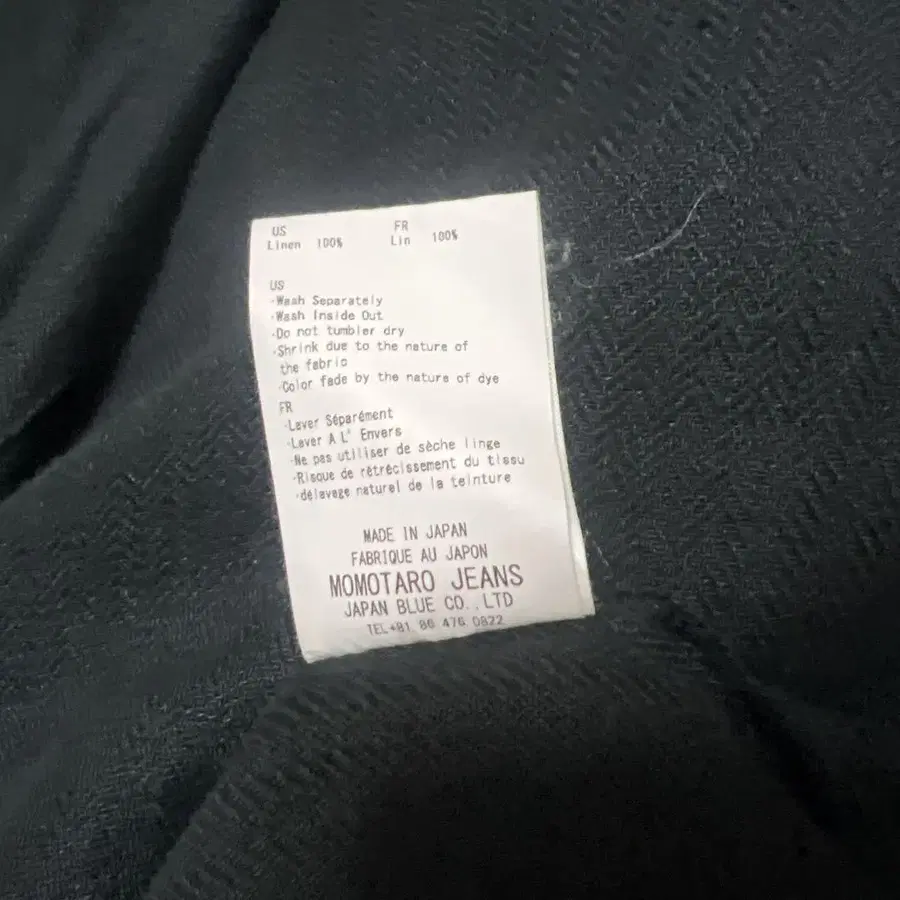 US FR
Linen 100% Lin 100%
US
·Wash Separately
·Wash Inside Out
·Do not tumbler dry
·Shrink due to the nature of
the fabric
·Color fade by the nature of dye
FR
·Laver Séparément
·Laver A L' Envers
·Ne pas utiliser de sèche linge
·Risque de rétrécissement du tissu
·délavage naturel de la teinture
MADE IN JAPAN
FABRIQUE AU JAPON
MOMOTARO JEANS
JAPAN BLUE CO.,LTD
TEL+81.86 476 0822